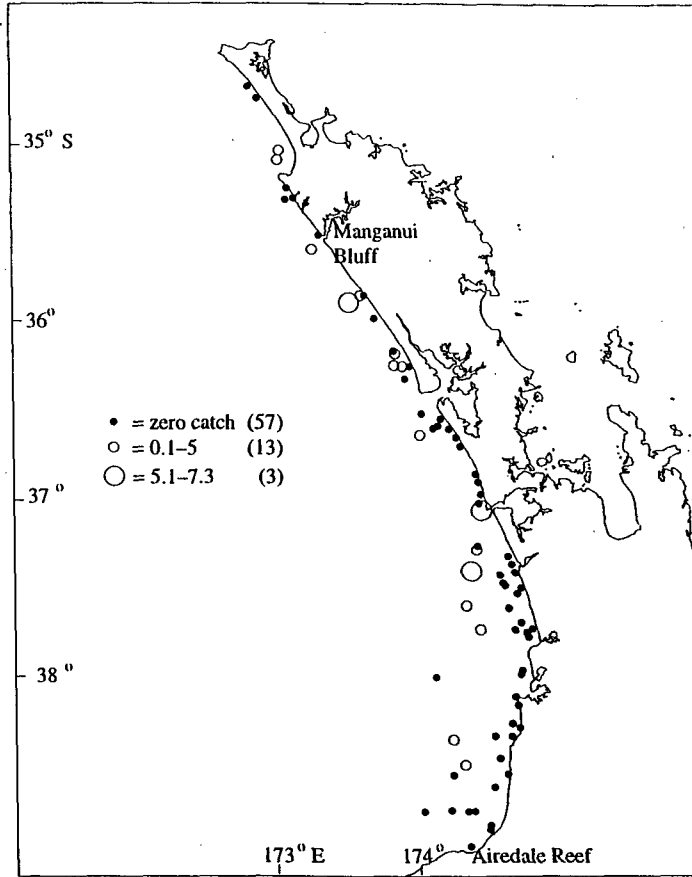 35° S
Manganui
Bluff
36°
• = zero catch (57)
○ = 0.1–5 (13)
◯ = 5.1–7.3 (3)
37°
38°
173° E
174°
Airedale Reef